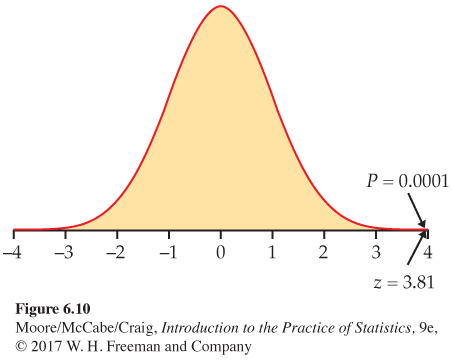 P = 0.0001
–4 –3 –2 –1 0 1 2 3 4
z = 3.81
Figure 6.10
Moore/McCabe/Craig, Introduction to the Practice of Statistics, 9e,
© 2017 W. H. Freeman and Company